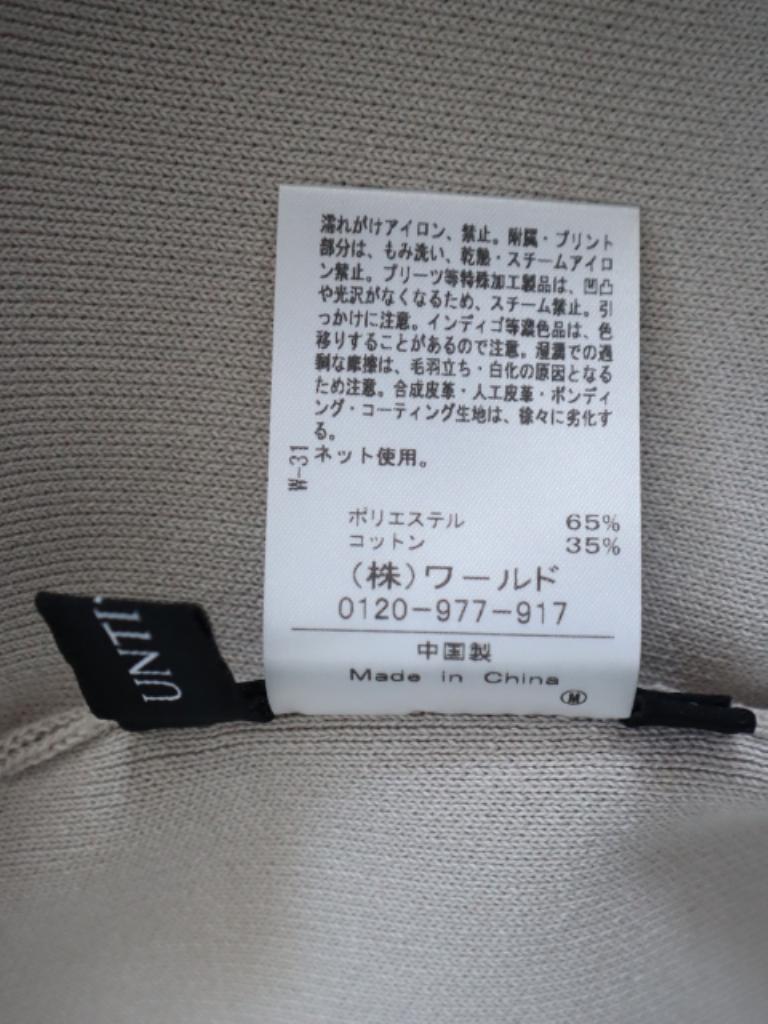 濡れがけアイロン、禁止。附属・プリント
部分は、もみ洗い、乾熱・スチームアイロ
ン禁止。プリーツ等特殊加工製品は、凹凸
や光沢がなくなるため、スチーム禁止。引
っかけに注意。インディゴ等濃色品は、色
移りすることがあるので注意。湿潤での過
剰な摩擦は、毛羽立ち・白化の原因となる
ため注意。合成皮革・人工皮革・ボンディ
ング・コーティング生地は、徐々に劣化す
る。
ネット使用。
W-31
ポリエステル 65%
コットン 35%
(株)ワールド
0120-977-917
中国製
Made in China
M
UNTI